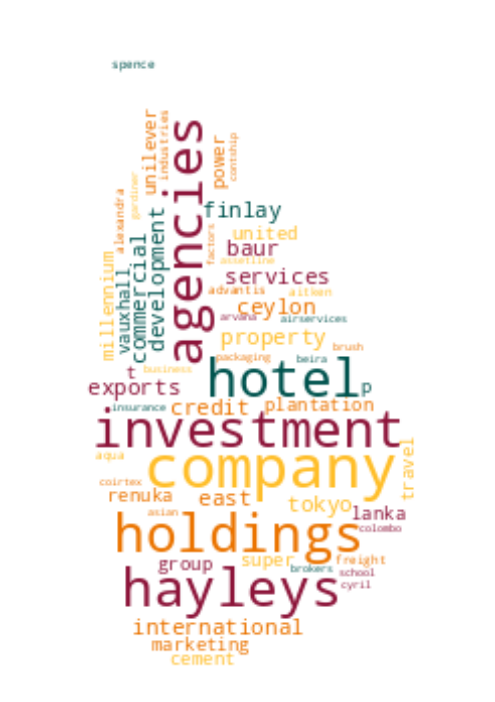 spence
unilever
industries
agencies
power
contship
gardiner
alexandra
finlay
development
commercial
united
factors
baur
assetline
millennium
vauxhall
services
advantis
aitken
ceylon
arvana
airservices
property
brush
packaging
beira
t
business
hotel
p
exports
insurance
credit
plantation
investment
company
travel
aqua
coirtex
renuka
east
tokyo
asian
lanka
colombo
holdings
group
super
freight
brokers
school
hayleys
cyril
international
marketing
cement